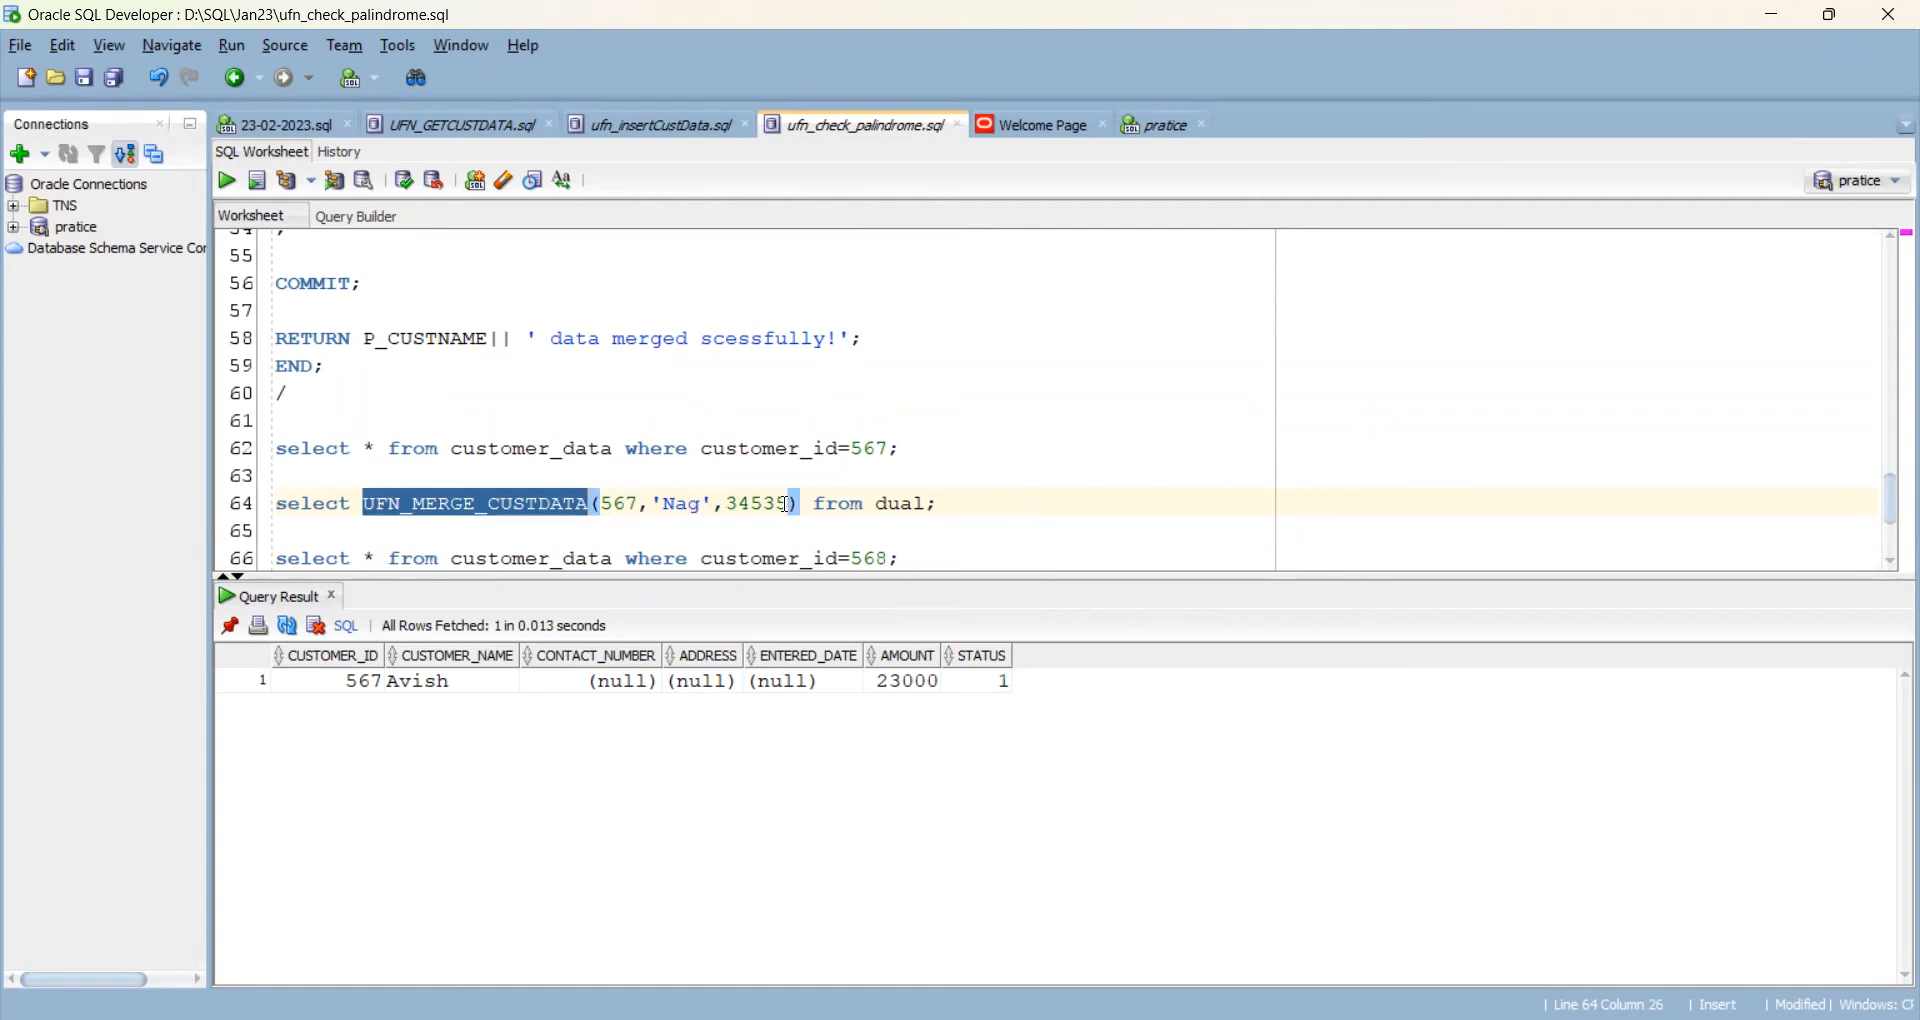 Oracle SQL Developer : D:\SQL\Jan23\ufn_check_palindrome.sql
File Edit View Navigate Run Source Team Tools Window Help
Connections
23-02-2023.sql UFN_GETCUSTDATA.sql ufn_insertCustData.sql ufn_check_palindrome.sql Welcome Page pratice
SQL Worksheet History
Oracle Connections
TNS
pratice
Database Schema Service Cor
pratice
Worksheet Query Builder
54 ;
55
56 COMMIT;
57
58 RETURN P_CUSTNAME|| ' data merged scessfully!';
59 END;
60 /
61
62 select * from customer_data where customer_id=567;
63
64 select UFN_MERGE_CUSTDATA(567,'Nag',34535) from dual;
65
66 select * from customer_data where customer_id=568;
Query Result
SQL | All Rows Fetched: 1 in 0.013 seconds
CUSTOMER_ID CUSTOMER_NAME CONTACT_NUMBER ADDRESS ENTERED_DATE AMOUNT STATUS
1 567 Avish (null) (null) (null) 23000 1
| Line 64 Column 26 | Insert | Modified | Windows: CR